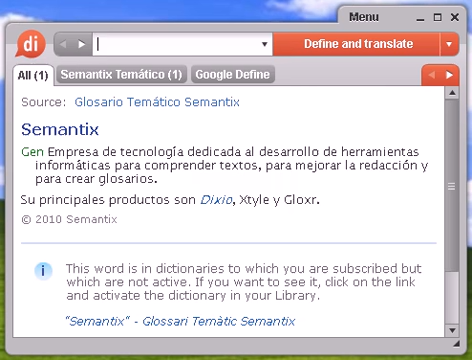 Menu
di
Define and translate
All (1)
Semantix Temático (1)
Google Define
Source: Glosario Temático Semantix
Semantix
Gen Empresa de tecnología dedicada al desarrollo de herramientas
informáticas para comprender textos, para mejorar la redacción y
para crear glosarios.
Su principales productos son Dixio, Xtyle y Gloxr.
© 2010 Semantix
i
This word is in dictionaries to which you are subscribed but
which are not active. If you want to see it, click on the link
and activate the dictionary in your Library.
"Semantix" - Glossari Temàtic Semantix